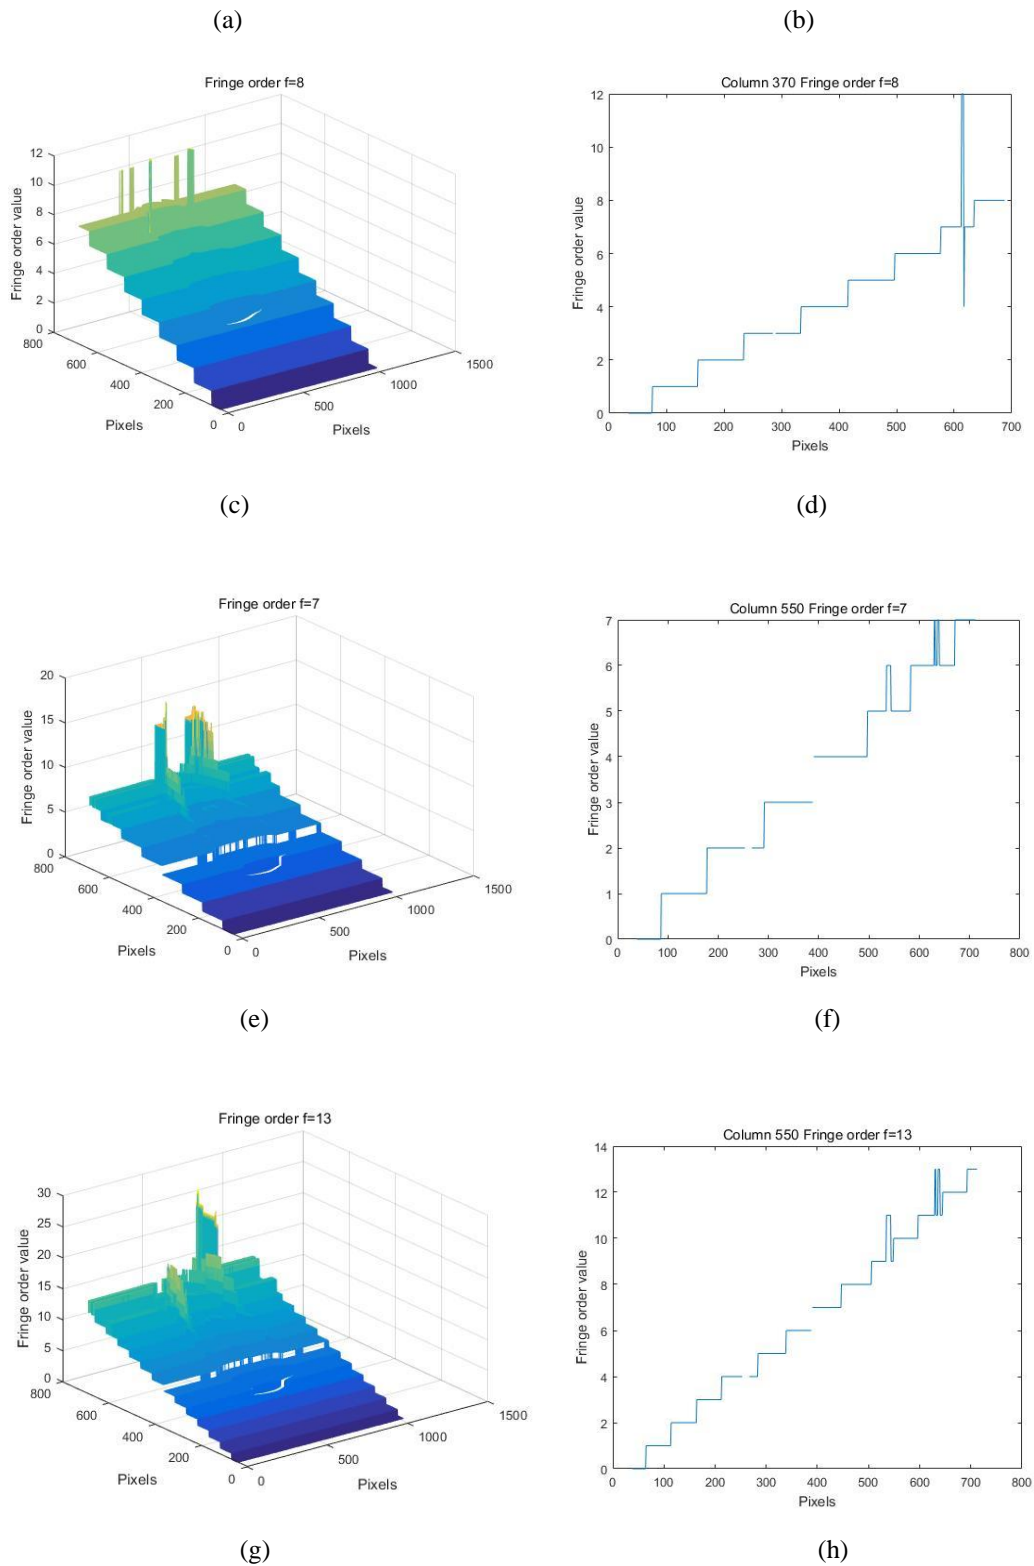 (a)
(b)
Fringe order f=8
12
10
8
6
4
2
0
Fringe order value
800
600
400
200
0
Pixels
0
500
1000
1500
Pixels
Column 370 Fringe order f=8
12
10
8
6
4
2
0
Fringe order value
0 100 200 300 400 500 600 700
Pixels
(c)
(d)
Fringe order f=7
20
15
10
5
0
Fringe order value
800
600
400
200
0
Pixels
0
500
1000
1500
Pixels
Column 550 Fringe order f=7
7
6
5
4
3
2
1
0
Fringe order value
0 100 200 300 400 500 600 700 800
Pixels
(e)
(f)
Fringe order f=13
30
25
20
15
10
5
0
Fringe order value
800
600
400
200
0
Pixels
0
500
1000
1500
Pixels
Column 550 Fringe order f=13
14
12
10
8
6
4
2
0
Fringe order value
0 100 200 300 400 500 600 700 800
Pixels
(g)
(h)